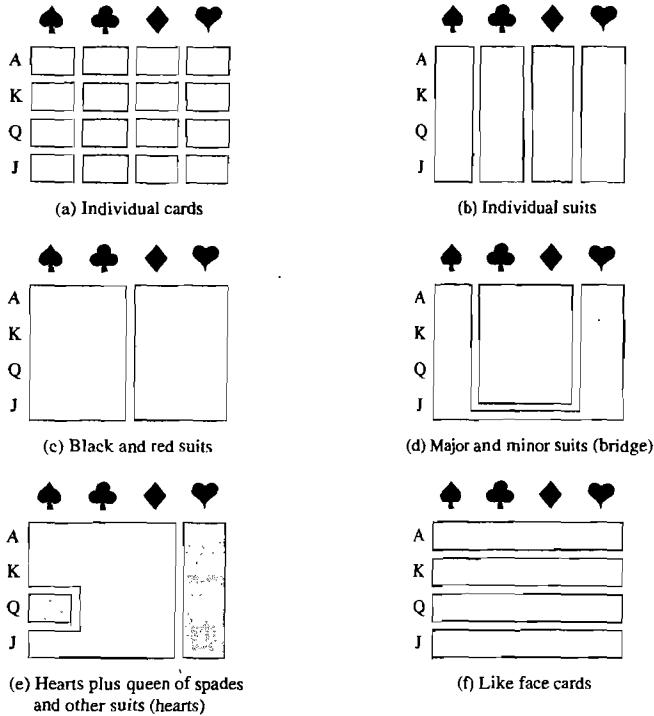 A
K
Q
J
(a) Individual cards
A
K
Q
J
(b) Individual suits
A
K
Q
J
(c) Black and red suits
A
K
Q
J
(d) Major and minor suits (bridge)
A
K
Q
J
(e) Hearts plus queen of spades
and other suits (hearts)
A
K
Q
J
(f) Like face cards